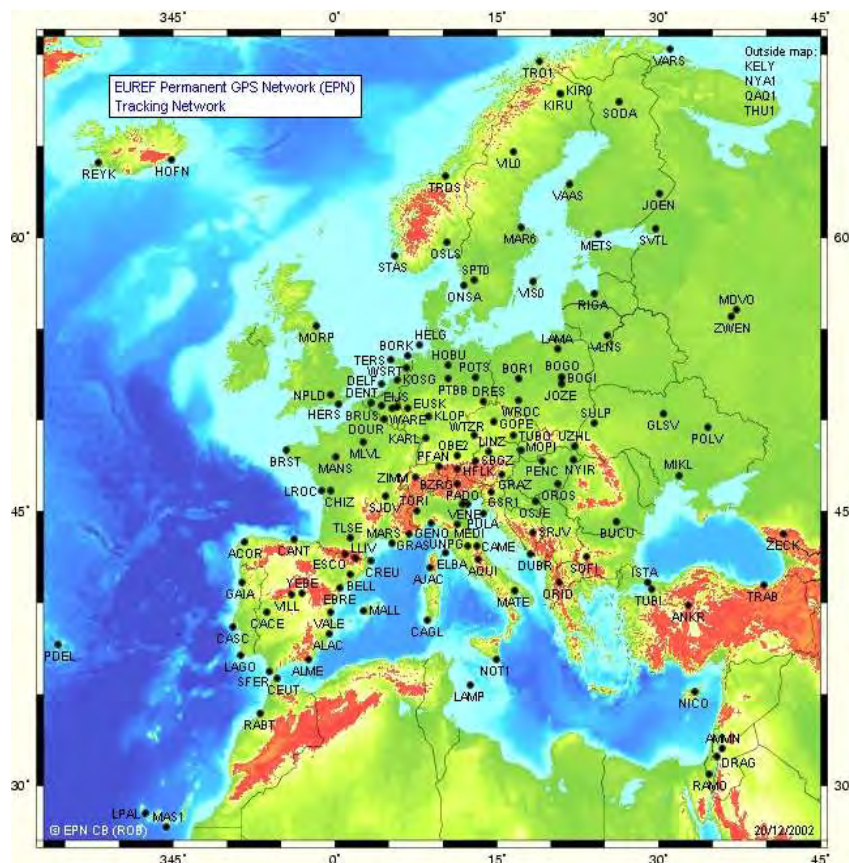 345° 0° 15° 30° 45°
EUREF Permanent GPS Network (EPN)
Tracking Network
Outside map:
KELY
NYA1
QAQ1
THU1
VARS
TRO1
KIR0
KIRU
SODA
HOFN
REYK
VIL0
TRDS
VAAS
JOEN
60° 60°
MAR6
METS
SVTL
OSLS
STAS
SPT0
ONSA
VIS0
RIGA
MDVO
ZWEN
MORP
HELG
BORK
LAMA
VLNS
TERS
HOBU
WSRT
POTS
BOR1
BOGO
BOGI
DELF
KOSG
PTBB
NPLD
DENT
EIJS
EUSK
DRES
JOZE
HERS
BRUS
WARE
KLOP
WROC
SULP
GLSV
DOUR
WTZR
GOPE
POLV
KARL
TUBO
UZHL
MLVL
OBE2
LINZ
MOPI
BRST
MANS
PFAN
SBGZ
PENC
NYIR
MIKL
ZIMM
HFLK
BZRG
GRAZ
LROC
CHIZ
PADO
GSR1
OROS
45° 45°
SJDV
TORI
VENE
OSJE
PDLA
BUCU
TLSE
MARS
GENO
MEDI
SRJV
ZECK
ACOR
CANT
LLIV
GRAS
UNPG
CAME
ESCO
ELBA
DUBR
SOFI
CREU
AJAC
AQUI
ISTA
GAIA
YEBE
BELL
ORID
TUBI
TRAB
VILL
EBRE
MATE
CACE
MALL
ANKR
CASC
VALE
CAGL
PDEL
ALAC
LAGO
ALME
NOT1
SFER
CEUT
LAMP
NICO
RABT
AMMN
DRAG
RAMO
30° 30°
LPAL
MAS1
© EPN CB (ROB)
20/12/2002
345° 0° 15° 30° 45°